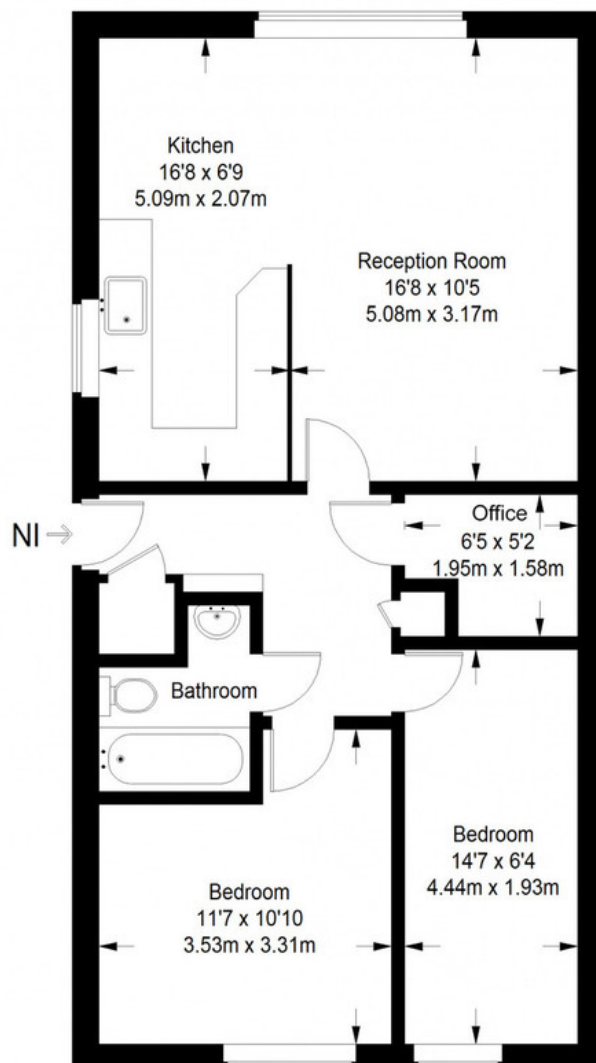 Kitchen
16'8 x 6'9
5.09m x 2.07m
Reception Room
16'8 x 10'5
5.08m x 3.17m
NI
Office
6'5 x 5'2
1.95m x 1.58m
Bathroom
Bedroom
14'7 x 6'4
4.44m x 1.93m
Bedroom
11'7 x 10'10
3.53m x 3.31m